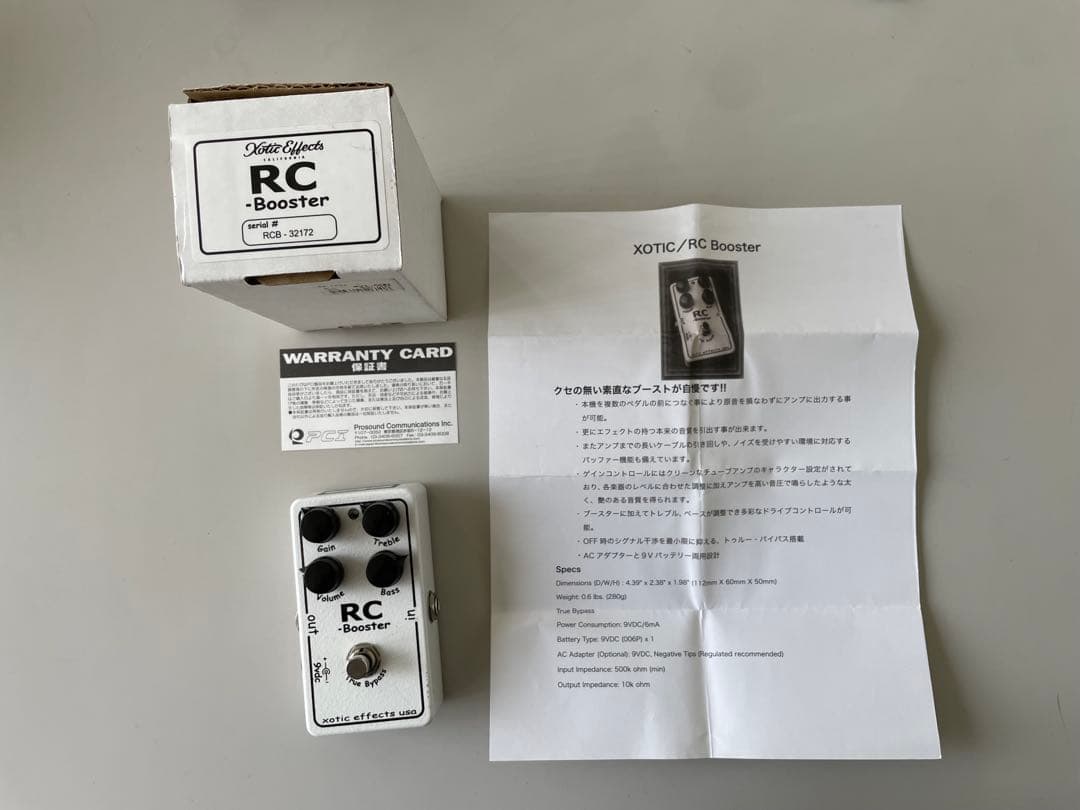 Xotic Effects
CALIFORNIA
RC
-Booster
serial #
RCB - 32172
WARRANTY CARD
保証書
PCI
Prosound Communications Inc.
Gain
Treble
Volume
Bass
RC
-Booster
out
in
9vdc
True Bypass
xotic effects usa
XOTIC/RC Booster
RC
-Booster
クセの無い素直なブーストが自慢です!!
・本機を複数のペダルの前につなぐ事により原音を損なわずにアンプに出力する事
が可能。
・更にエフェクトの持つ本来の音質を引出す事が出来ます。
・またアンプまでの長いケーブルの引き回しや、ノイズを受けやすい環境に対応する
バッファー機能も備えています。
・ゲインコントロールにはクリーンなチューブアンプのキャラクター設定がされて
おり、各楽器のレベルに合わせた調整に加えアンプを高い音圧で鳴らしたような太
く、艶のある音質を得られます。
・ブースターに加えてトレブル、ベースが調整でき多彩なドライブコントロールが可
能。
・OFF 時のシグナル干渉を最小限に抑える、トゥルー・バイパス搭載
・AC アダプターと9Vバッテリー両用設計
Specs
Dimensions (D/W/H) : 4.39" x 2.38" x 1.98" (112mm X 60mm X 50mm)
Weight: 0.6 lbs. (280g)
True Bypass
Power Consumption: 9VDC/6mA
Battery Type: 9VDC (006P) x 1
AC Adapter (Optional): 9VDC, Negative Tips (Regulated recommended)
Input Impedance: 500k ohm (min)
Output Impedance: 10k ohm